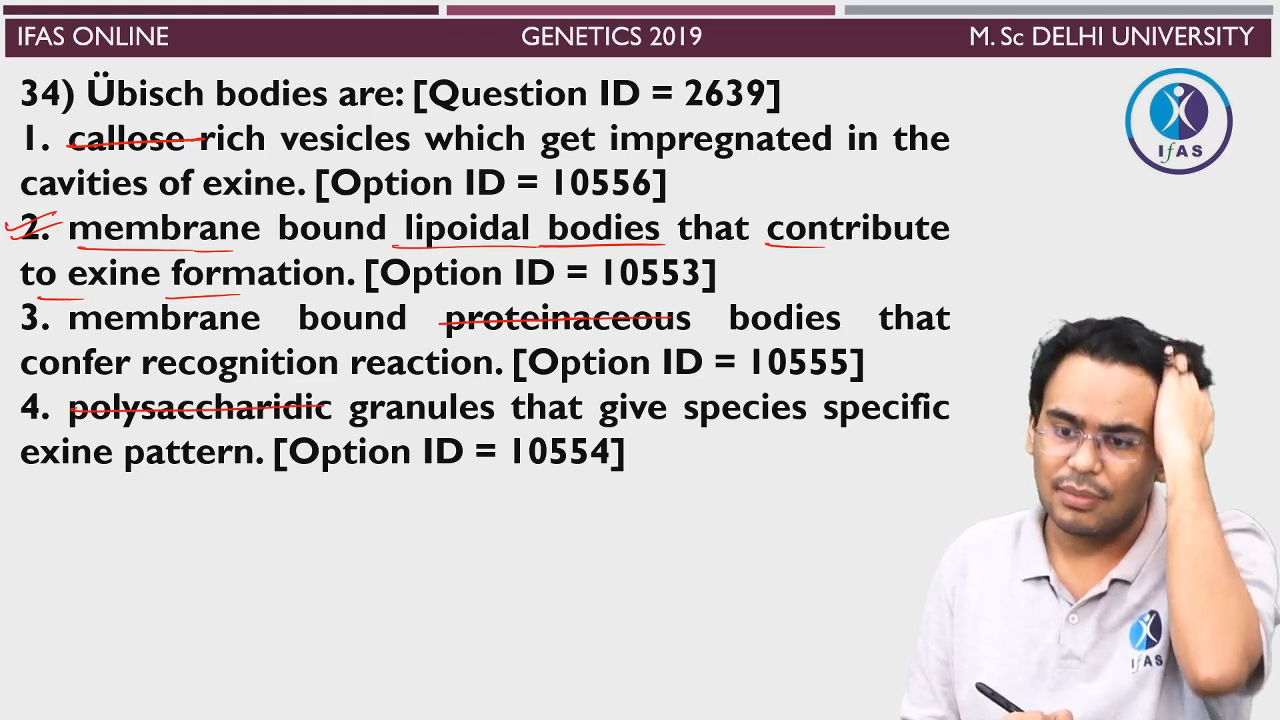 IFAS ONLINE GENETICS 2019 M. Sc DELHI UNIVERSITY
34) Übisch bodies are: [Question ID = 2639]
1. callose rich vesicles which get impregnated in the
cavities of exine. [Option ID = 10556]
2. membrane bound lipoidal bodies that contribute
to exine formation. [Option ID = 10553]
3. membrane bound proteinaceous bodies that
confer recognition reaction. [Option ID = 10555]
4. polysaccharidic granules that give species specific
exine pattern. [Option ID = 10554]
IfAS
IfAS